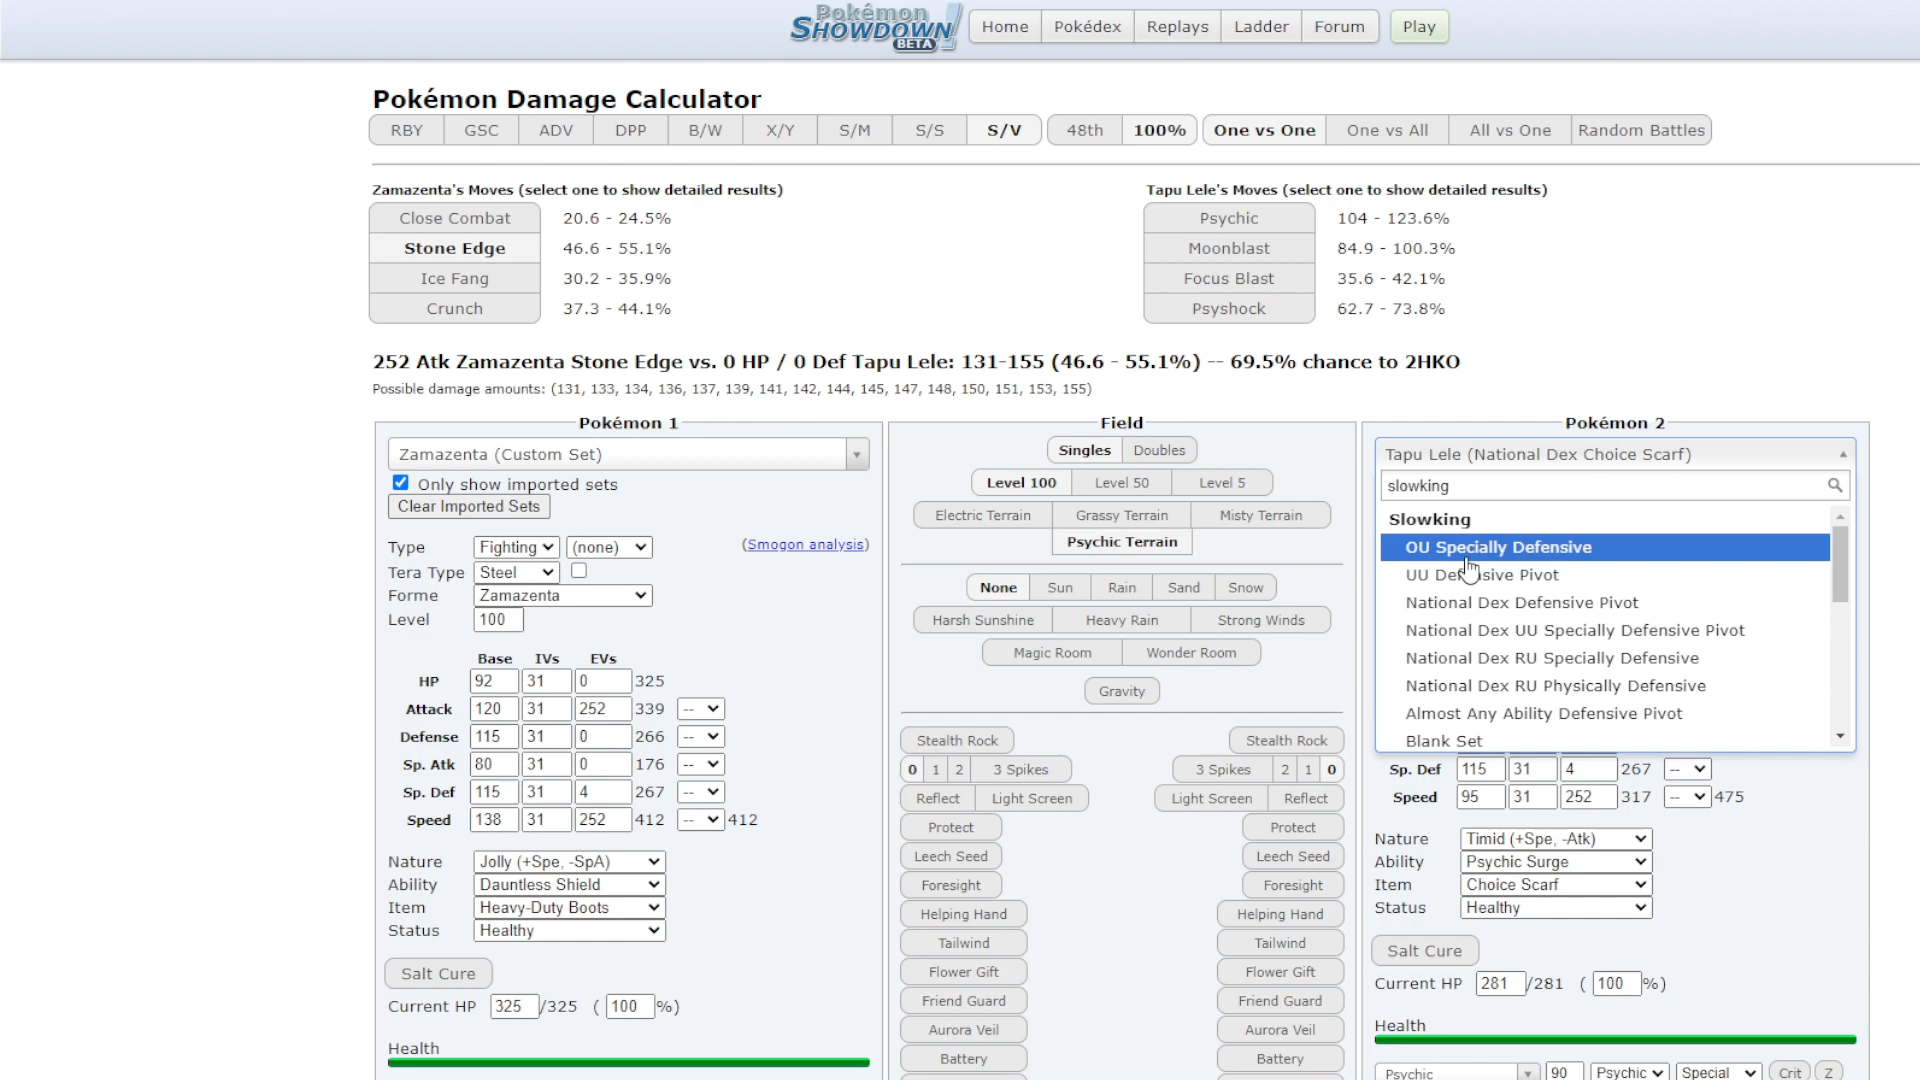 Pokémon
SHOWDOWN!
BETA
Home Pokédex Replays Ladder Forum Play
Pokémon Damage Calculator
RBY GSC ADV DPP B/W X/Y S/M S/S S/V 48th 100% One vs One One vs All All vs One Random Battles
Zamazenta's Moves (select one to show detailed results) Tapu Lele's Moves (select one to show detailed results)
Close Combat 20.6 - 24.5% Psychic 104 - 123.6%
Stone Edge 46.6 - 55.1% Moonblast 84.9 - 100.3%
Ice Fang 30.2 - 35.9% Focus Blast 35.6 - 42.1%
Crunch 37.3 - 44.1% Psyshock 62.7 - 73.8%
252 Atk Zamazenta Stone Edge vs. 0 HP / 0 Def Tapu Lele: 131-155 (46.6 - 55.1%) -- 69.5% chance to 2HKO
Possible damage amounts: (131, 133, 134, 136, 137, 139, 141, 142, 144, 145, 147, 148, 150, 151, 153, 155)
Pokémon 1
Zamazenta (Custom Set)
Only show imported sets
Clear Imported Sets
Type Fighting (none) (Smogon analysis)
Tera Type Steel
Forme Zamazenta
Level 100
Base IVs EVs
HP 92 31 0 325
Attack 120 31 252 339 --
Defense 115 31 0 266 --
Sp. Atk 80 31 0 176 --
Sp. Def 115 31 4 267 --
Speed 138 31 252 412 -- 412
Nature Jolly (+Spe, -SpA)
Ability Dauntless Shield
Item Heavy-Duty Boots
Status Healthy
Salt Cure
Current HP 325 /325 ( 100 %)
Health
Field
Singles Doubles
Level 100 Level 50 Level 5
Electric Terrain Grassy Terrain Misty Terrain
Psychic Terrain
None Sun Rain Sand Snow
Harsh Sunshine Heavy Rain Strong Winds
Magic Room Wonder Room
Gravity
Stealth Rock Stealth Rock
0 1 2 3 Spikes 3 Spikes 2 1 0
Reflect Light Screen Light Screen Reflect
Protect Protect
Leech Seed Leech Seed
Foresight Foresight
Helping Hand Helping Hand
Tailwind Tailwind
Flower Gift Flower Gift
Friend Guard Friend Guard
Aurora Veil Aurora Veil
Battery Battery
Pokémon 2
Tapu Lele (National Dex Choice Scarf)
slowking
Slowking
OU Specially Defensive
UU Defensive Pivot
National Dex Defensive Pivot
National Dex UU Specially Defensive Pivot
National Dex RU Specially Defensive
National Dex RU Physically Defensive
Almost Any Ability Defensive Pivot
Blank Set
Sp. Def 115 31 4 267 --
Speed 95 31 252 317 -- 475
Nature Timid (+Spe, -Atk)
Ability Psychic Surge
Item Choice Scarf
Status Healthy
Salt Cure
Current HP 281 /281 ( 100 %)
Health
Psychic 90 Psychic Special Crit Z